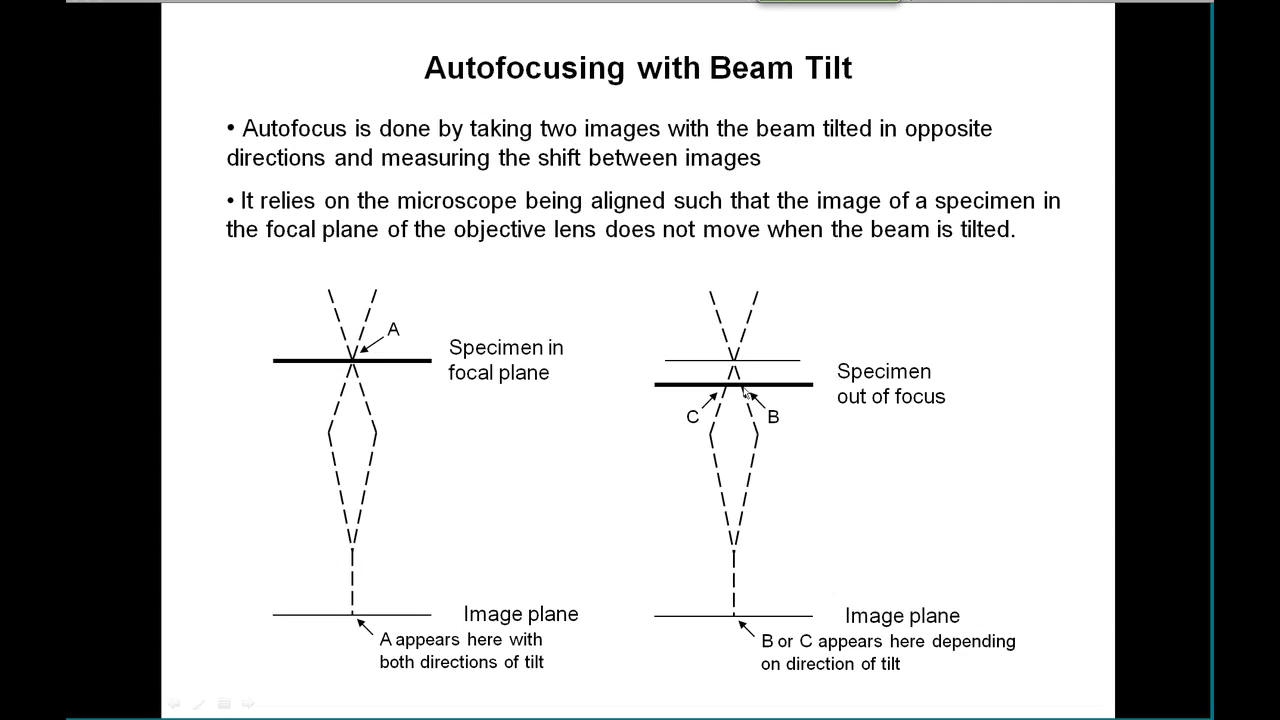 Autofocusing with Beam Tilt
• Autofocus is done by taking two images with the beam tilted in opposite
directions and measuring the shift between images
• It relies on the microscope being aligned such that the image of a specimen in
the focal plane of the objective lens does not move when the beam is tilted.
A
Specimen in
focal plane
Image plane
A appears here with
both directions of tilt
Specimen
out of focus
C
B
Image plane
B or C appears here depending
on direction of tilt